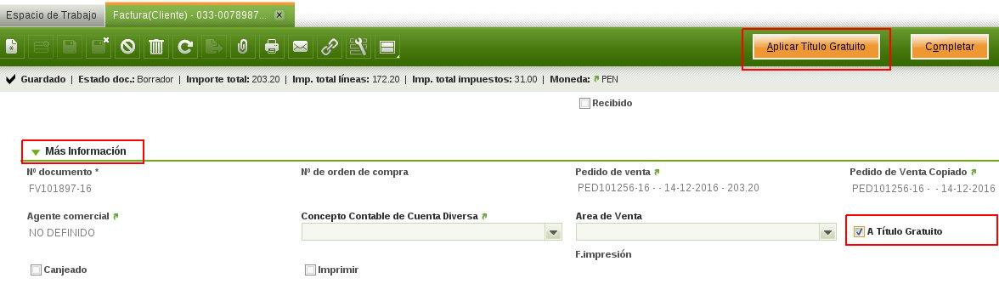 Espacio de Trabajo Factura(Cliente) - 033-0078987... x
Aplicar Título Gratuito Completar
Guardado | Estado doc.: Borrador | Importe total: 203.20 | Imp. total líneas: 172.20 | Imp. total impuestos: 31.00 | Moneda: PEN
Recibido
Más Información
Nº documento * Nº de orden de compra Pedido de venta Pedido de Venta Copiado
FV101897-16 PED101256-16 - - 14-12-2016 - 203.20 PED101256-16 - - 14-12-2016
Agente comercial Concepto Contable de Cuenta Diversa Area de Venta
NO DEFINIDO A Título Gratuito
F.impresión
Canjeado Imprimir